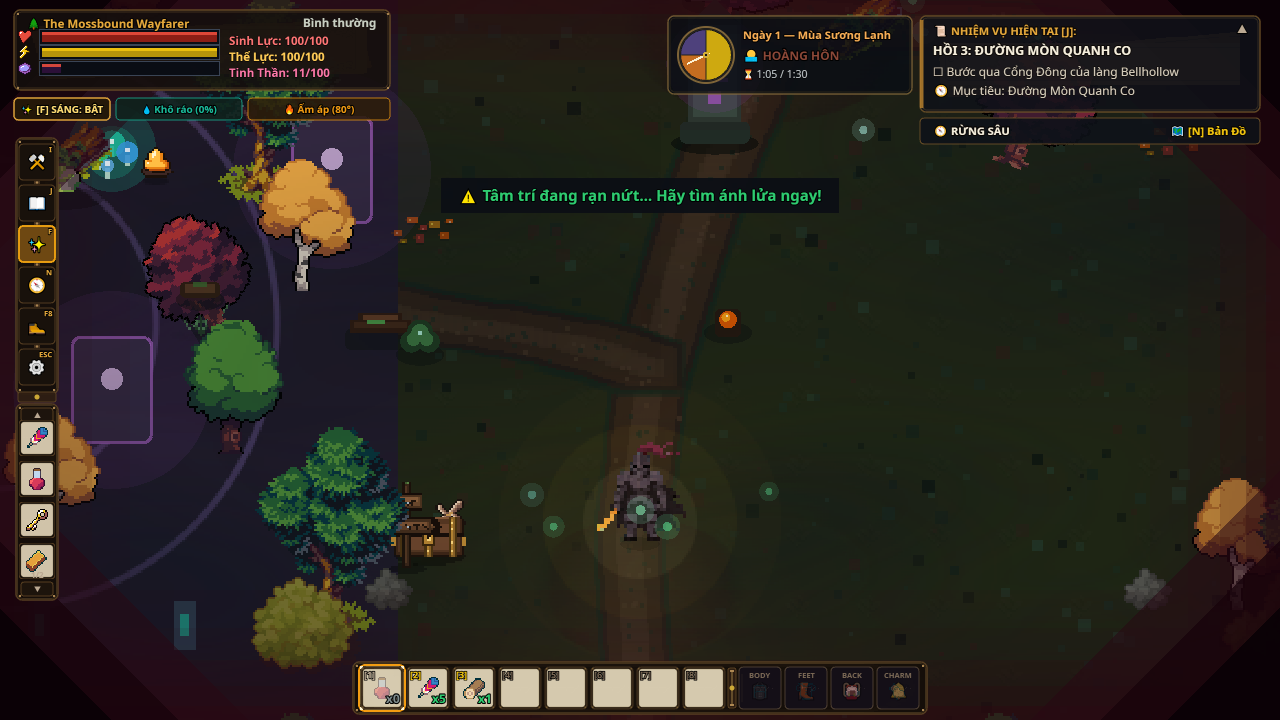 The Mossbound Wayfarer
Bình thường
Sinh Lực: 100/100
Thể Lực: 100/100
Tinh Thần: 11/100
[F] SÁNG: BẬT
Khô ráo (0%)
Ấm áp (80°)
Ngày 1 — Mùa Sương Lạnh
HOÀNG HÔN
1:05 / 1:30
NHIỆM VỤ HIỆN TẠI [J]:
HỒI 3: ĐƯỜNG MÒN QUANH CO
Bước qua Cổng Đông của làng Bellhollow
Mục tiêu: Đường Mòn Quanh Co
RỪNG SÂU
[N] Bản Đồ
Tâm trí đang rạn nứt... Hãy tìm ánh lửa ngay!
I
J
F
N
F8
ESC
[1] x0
[2] x5
[3] x1
[4]
[5]
[6]
[7]
[8]
BODY
FEET
BACK
CHARM